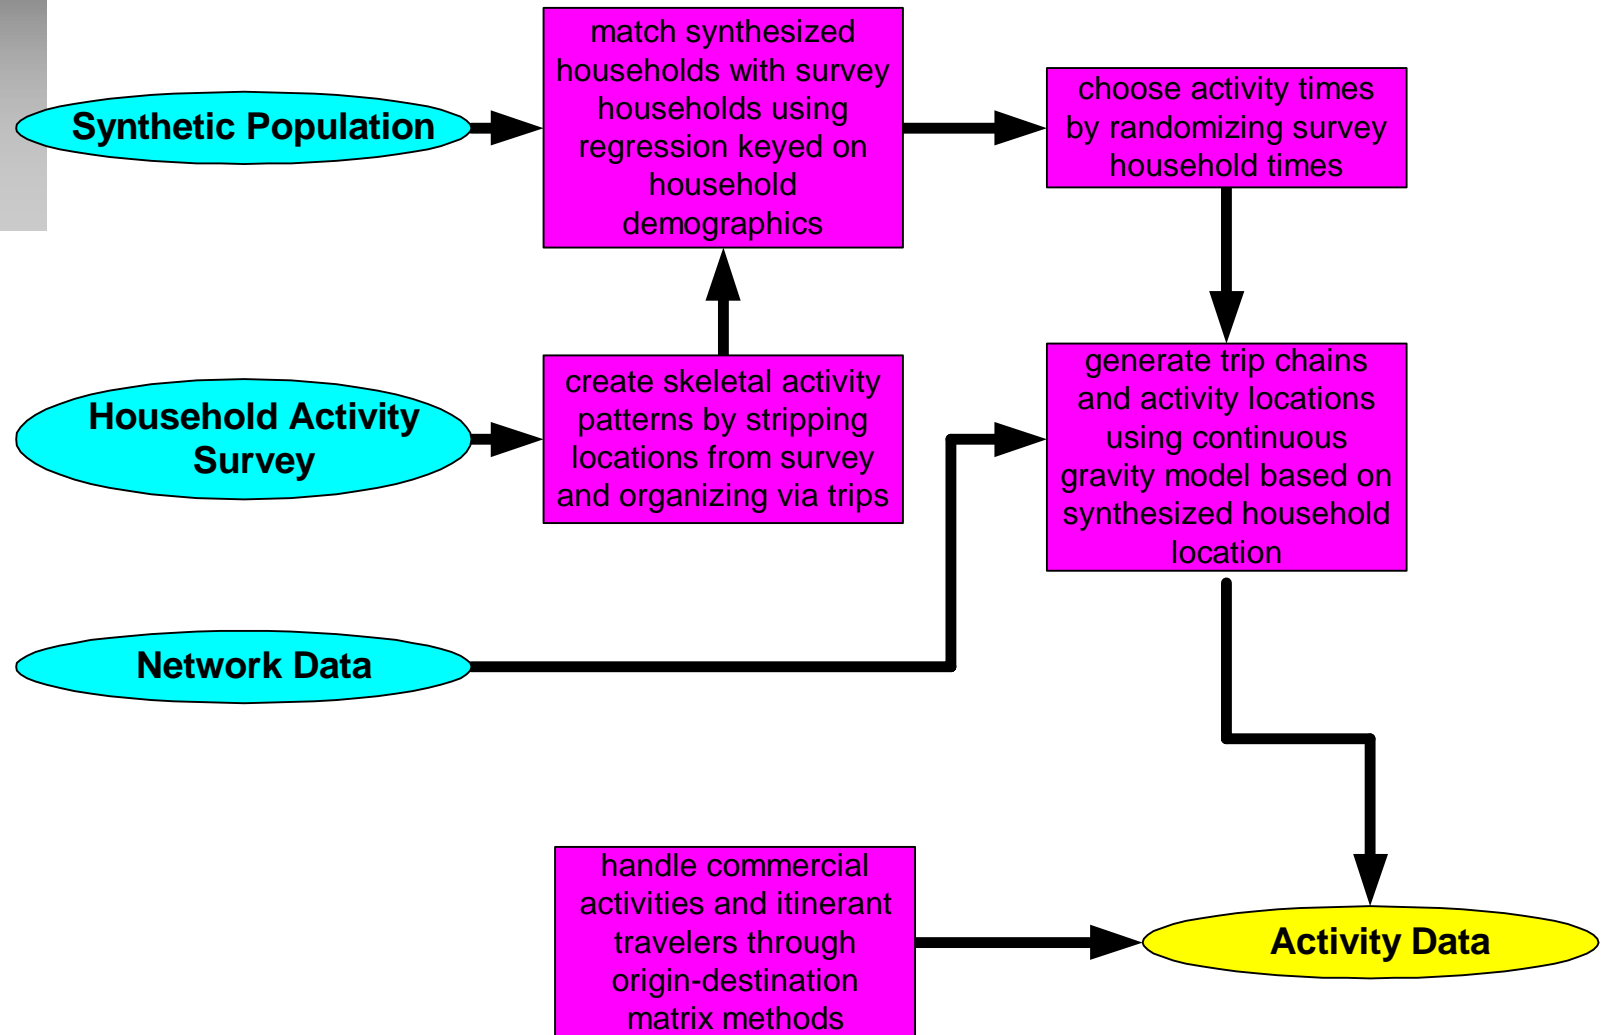 Synthetic Population
match synthesized
households with survey
households using
regression keyed on
household
demographics
choose activity times
by randomizing survey
household times
Household Activity
Survey
create skeletal activity
patterns by stripping
locations from survey
and organizing via trips
generate trip chains
and activity locations
using continuous
gravity model based on
synthesized household
location
Network Data
handle commercial
activities and itinerant
travelers through
origin-destination
matrix methods
Activity Data